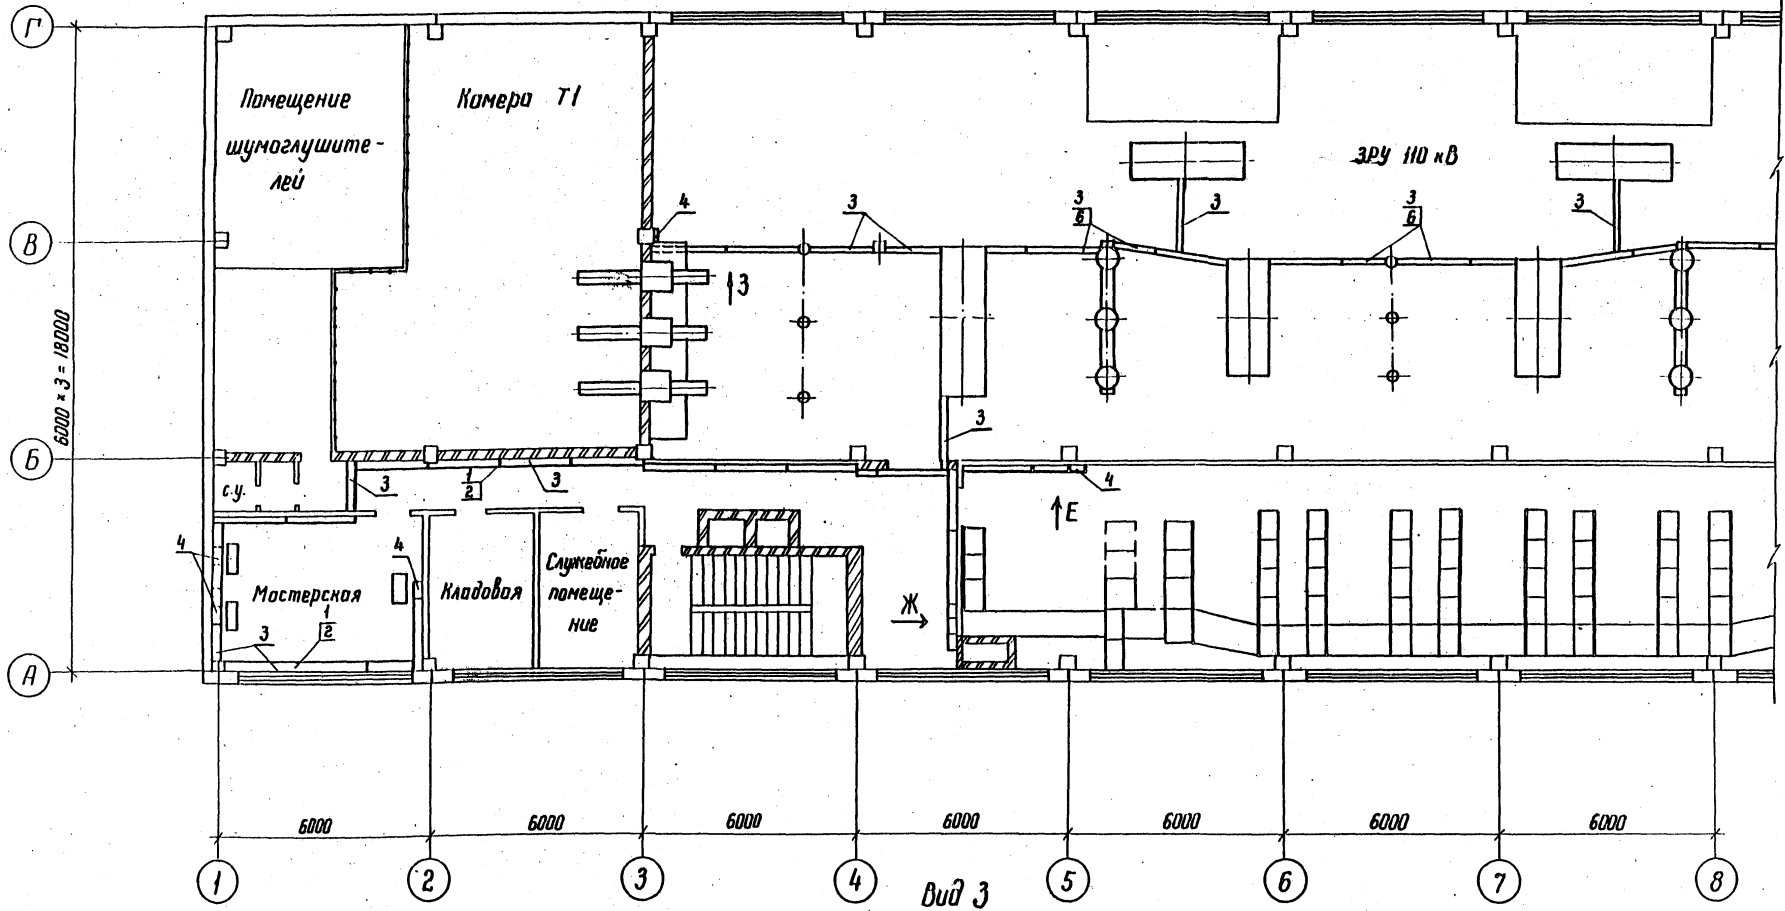 Г
Помещение
шумоглушите-
лей
Камера Т1
ЗРУ 110 кВ
4
3
3
6
3
3
6
3
В
З
6000 × 3 = 18000
3
Б
с.у.
3
1
2
3
4
Е
4
4
Мастерская
1
2
3
Кладовая
Служебное
помеще-
ние
Ж
А
6000
6000
6000
6000
6000
6000
6000
1
2
3
4
5
6
7
8
Вид З